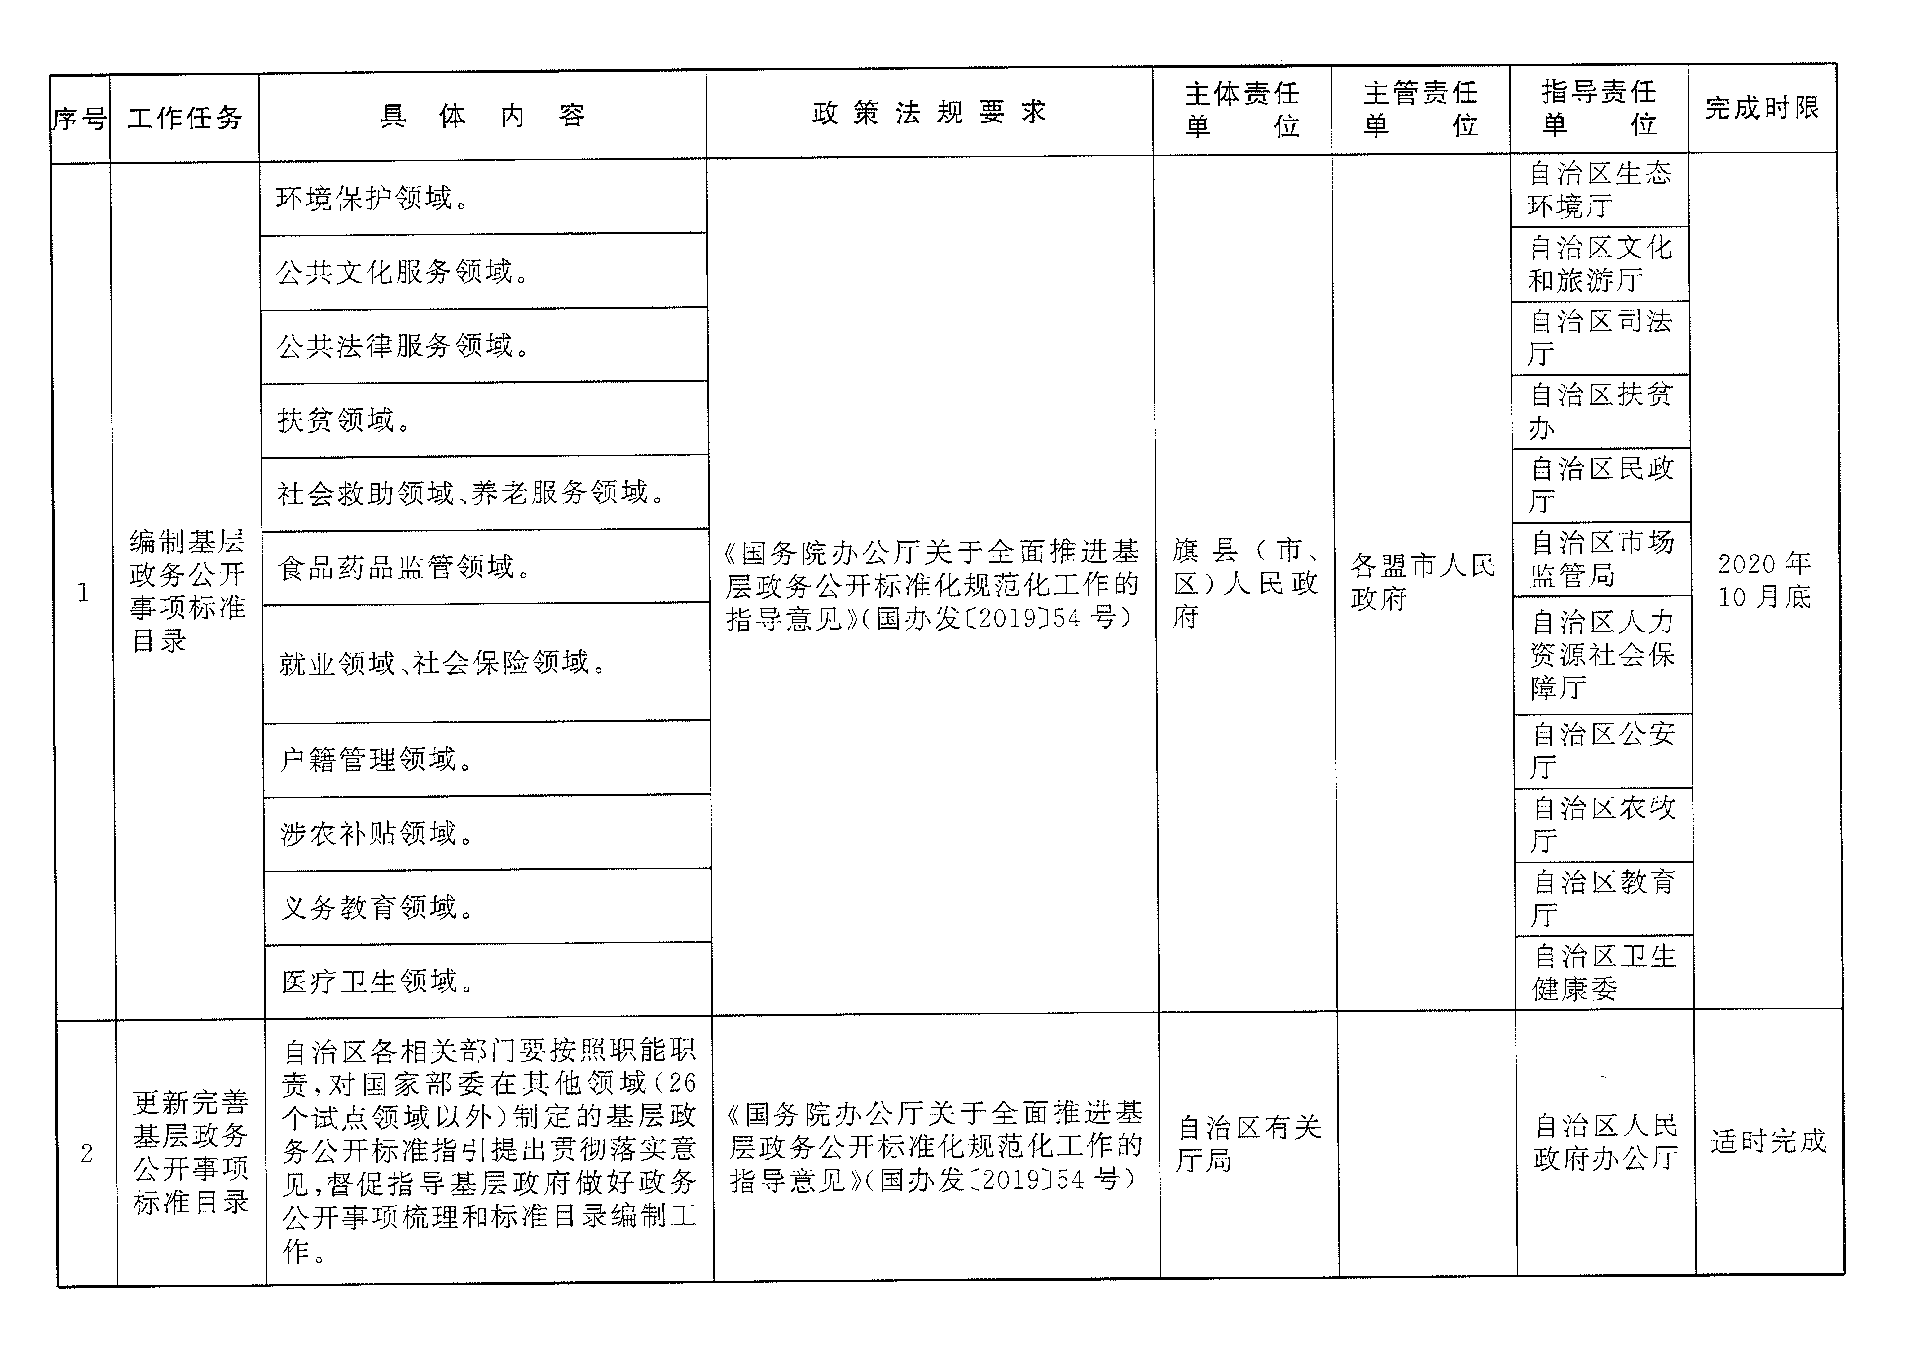 序号
工作任务
具 体 内 容
政 策 法 规 要 求
主体责任
单 位
主管责任
单 位
指导责任
单 位
完成时限
1
编制基层
政务公开
事项标准
目录
环境保护领域。
公共文化服务领域。
公共法律服务领域。
扶贫领域。
社会救助领域、养老服务领域。
食品药品监管领域。
就业领域、社会保险领域。
户籍管理领域。
涉农补贴领域。
义务教育领域。
医疗卫生领域。
《国务院办公厅关于全面推进基
层政务公开标准化规范化工作的
指导意见》(国办发〔2019〕54号)
旗县(市、
区)人民政
府
各盟市人民
政府
自治区生态
环境厅
自治区文化
和旅游厅
自治区司法
厅
自治区扶贫
办
自治区民政
厅
自治区市场
监管局
自治区人力
资源社会保
障厅
自治区公安
厅
自治区农牧
厅
自治区教育
厅
自治区卫生
健康委
2020年
10月底
2
更新完善
基层政务
公开事项
标准目录
自治区各相关部门要按照职能职
责,对国家部委在其他领域(26
个试点领域以外)制定的基层政
务公开标准指引提出贯彻落实意
见,督促指导基层政府做好政务
公开事项梳理和标准目录编制工
作。
《国务院办公厅关于全面推进基
层政务公开标准化规范化工作的
指导意见》(国办发〔2019〕54号)
自治区有关
厅局
自治区人民
政府办公厅
适时完成